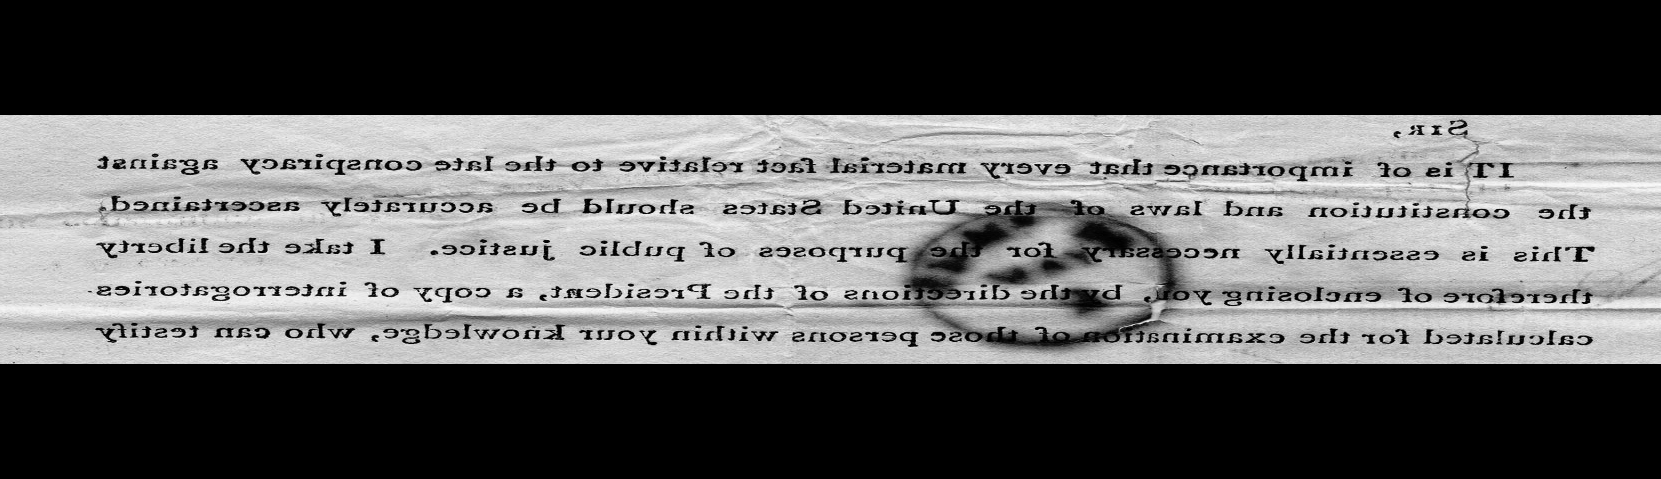 SIR,
IT is of importance that every material fact relative to the late conspiracy against
the constitution and laws of the United States should be accurately ascertained.
This is essentially necessary for the purposes of public justice. I take the liberty
therefore of enclosing you, by the directions of the President, a copy of interrogatories
calculated for the examination of those persons within your knowledge, who can testify